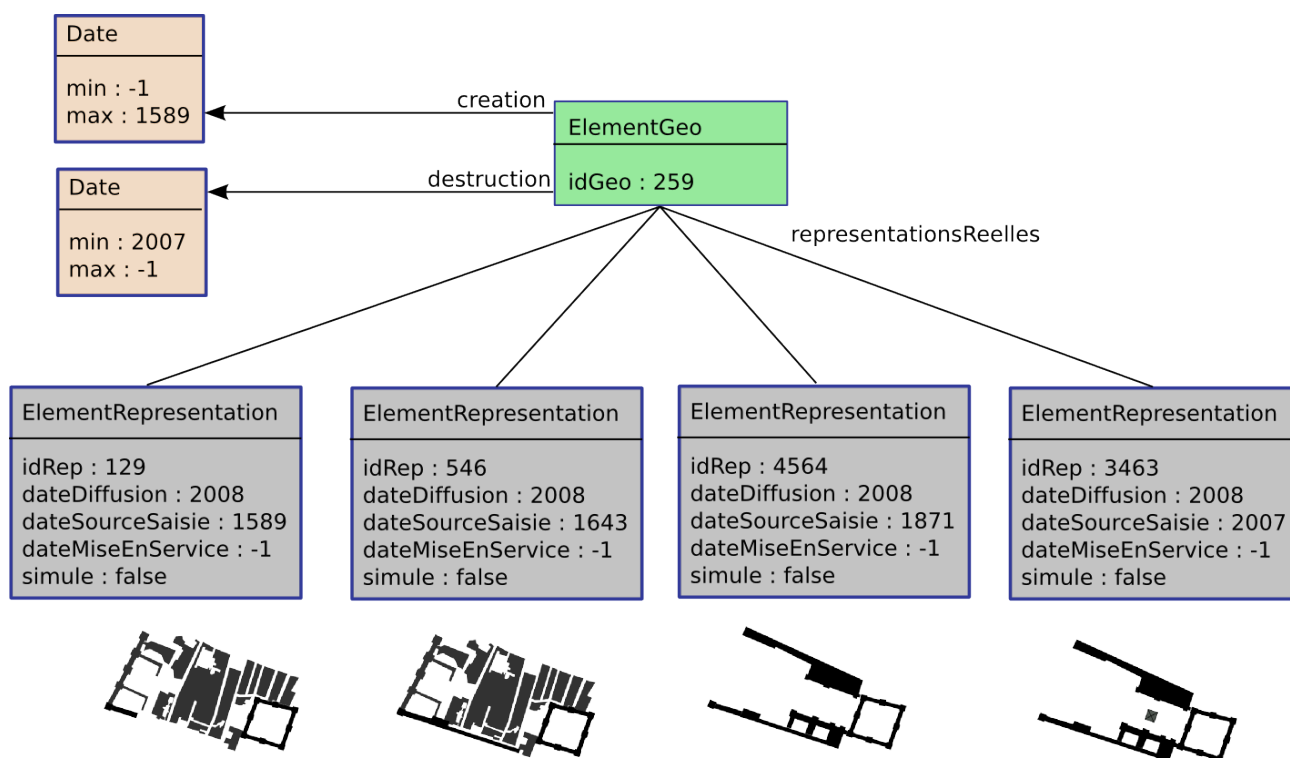 Date
min : -1
max : 1589
creation
ElementGeo
idGeo : 259
Date
min : 2007
max : -1
destruction
representationsReelles
ElementRepresentation
idRep : 129
dateDiffusion : 2008
dateSourceSaisie : 1589
dateMiseEnService : -1
simule : false
ElementRepresentation
idRep : 546
dateDiffusion : 2008
dateSourceSaisie : 1643
dateMiseEnService : -1
simule : false
ElementRepresentation
idRep : 4564
dateDiffusion : 2008
dateSourceSaisie : 1871
dateMiseEnService : -1
simule : false
ElementRepresentation
idRep : 3463
dateDiffusion : 2008
dateSourceSaisie : 2007
dateMiseEnService : -1
simule : false